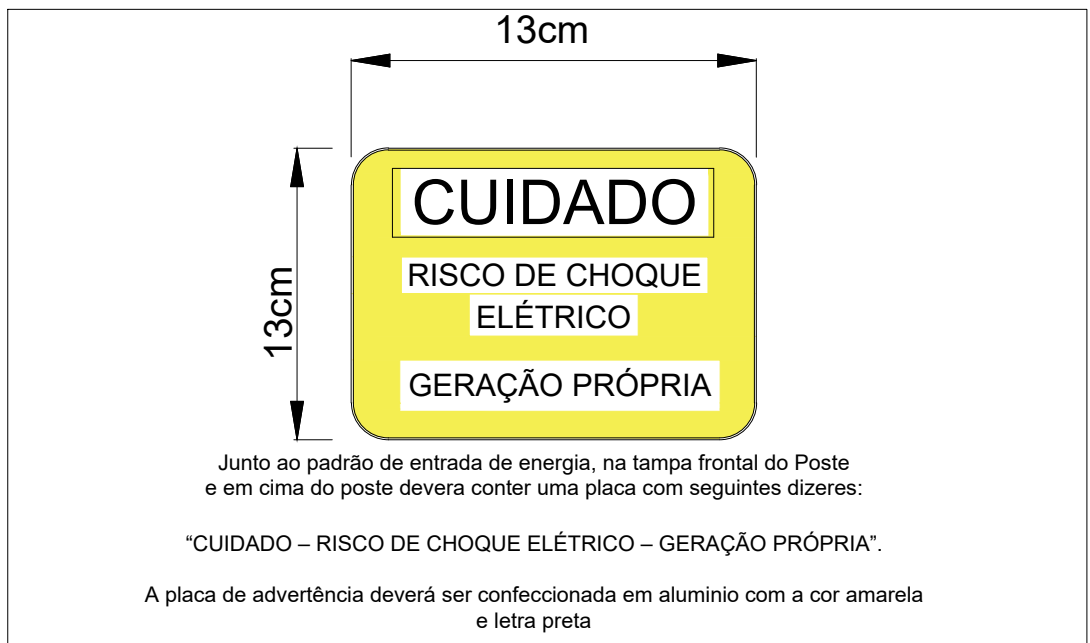 13cm
13cm
CUIDADO
RISCO DE CHOQUE
ELÉTRICO
GERAÇÃO PRÓPRIA
Junto ao padrão de entrada de energia, na tampa frontal do Poste
e em cima do poste devera conter uma placa com seguintes dizeres:
“CUIDADO – RISCO DE CHOQUE ELÉTRICO – GERAÇÃO PRÓPRIA”.
A placa de advertência deverá ser confeccionada em aluminio com a cor amarela
e letra preta